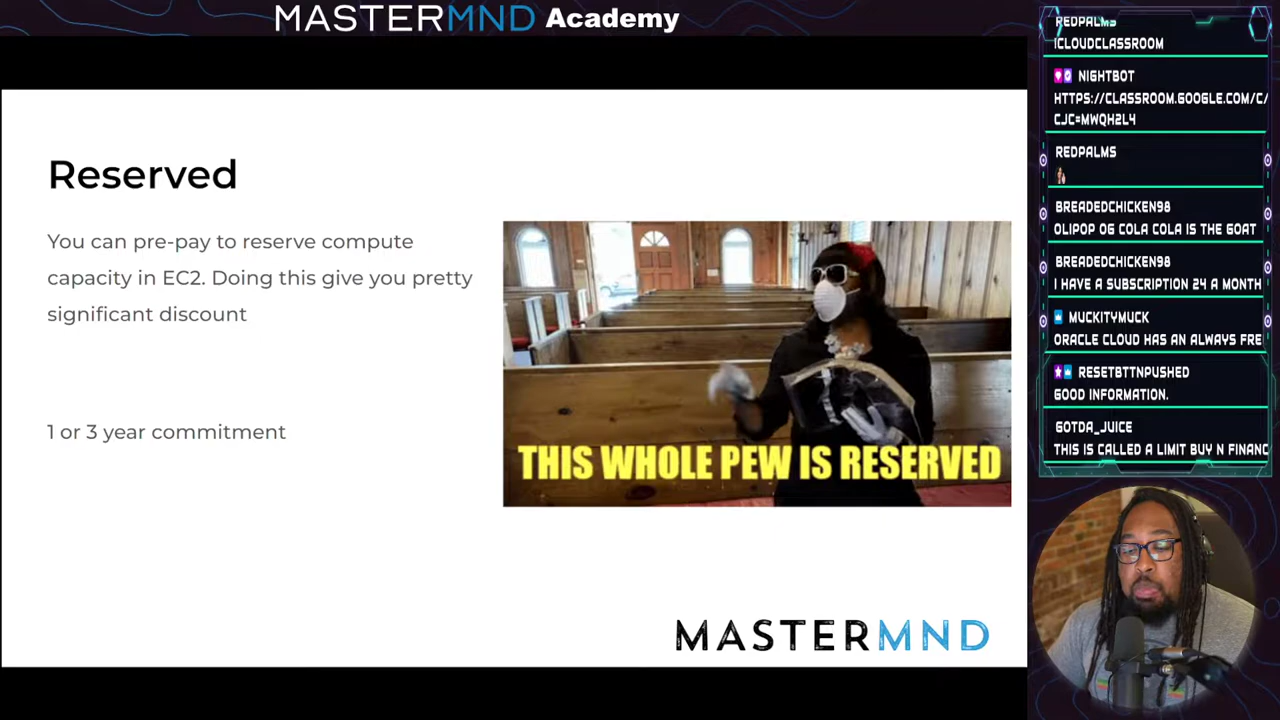 MASTERMND Academy
Reserved
You can pre-pay to reserve compute
capacity in EC2. Doing this give you pretty
significant discount
1 or 3 year commitment
THIS WHOLE PEW IS RESERVED
MASTERMND
REDPALMS
ICLOUDCLASSROOM
NIGHTBOT
HTTPS://CLASSROOM.GOOGLE.COM/C/
CJC=MWQH2L4
REDPALMS
BREADEDCHICKEN98
OLIPOP OG COLA COLA IS THE GOAT
BREADEDCHICKEN98
I HAVE A SUBSCRIPTION 24 A MONTH
MUCKITYMUCK
ORACLE CLOUD HAS AN ALWAYS FRE
RESETBTTNPUSHED
GOOD INFORMATION.
GOTDA_JUICE
THIS IS CALLED A LIMIT BUY N FINANC